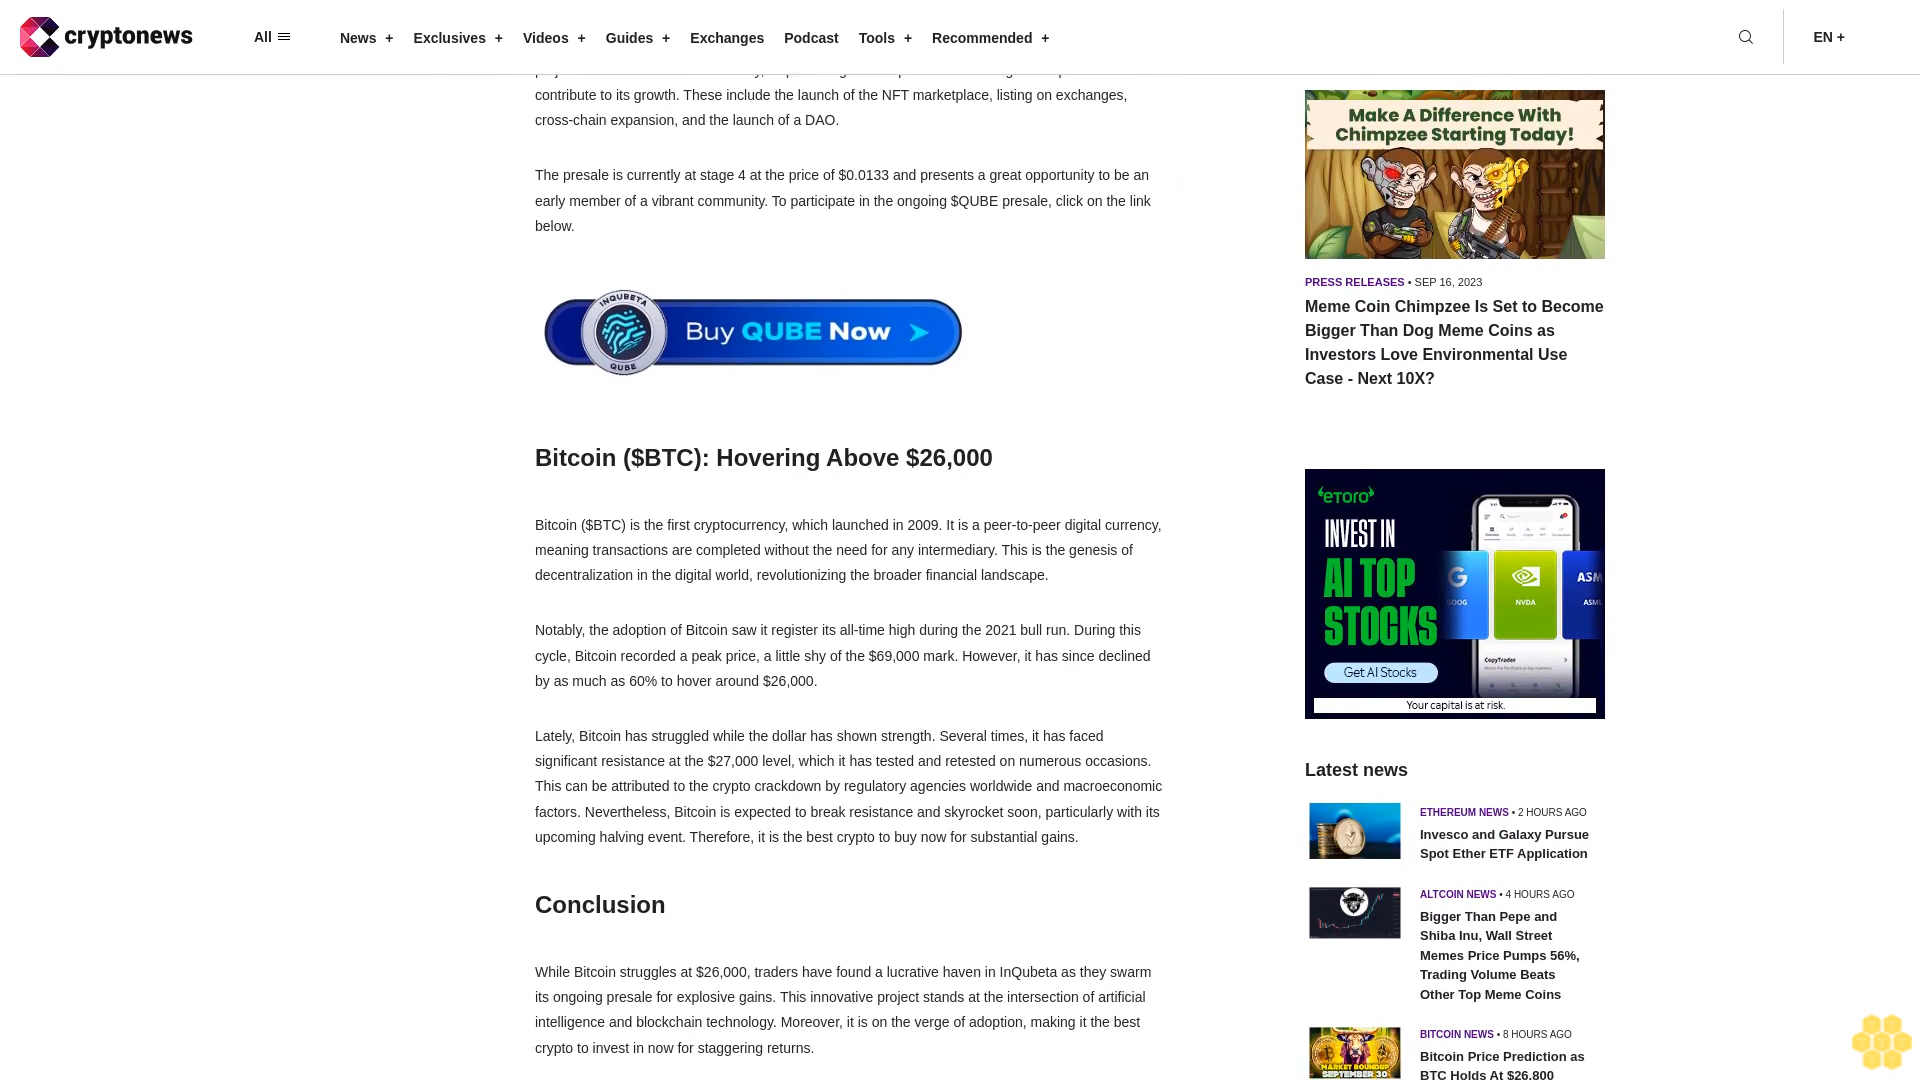 cryptonews
All
News +
Exclusives +
Videos +
Guides +
Exchanges
Podcast
Tools +
Recommended +
EN +
contribute to its growth. These include the launch of the NFT marketplace, listing on exchanges,
cross-chain expansion, and the launch of a DAO.
The presale is currently at stage 4 at the price of $0.0133 and presents a great opportunity to be an
early member of a vibrant community. To participate in the ongoing $QUBE presale, click on the link
below.
INQUBETA
QUBE
Buy QUBE Now
Bitcoin ($BTC): Hovering Above $26,000
Bitcoin ($BTC) is the first cryptocurrency, which launched in 2009. It is a peer-to-peer digital currency,
meaning transactions are completed without the need for any intermediary. This is the genesis of
decentralization in the digital world, revolutionizing the broader financial landscape.
Notably, the adoption of Bitcoin saw it register its all-time high during the 2021 bull run. During this
cycle, Bitcoin recorded a peak price, a little shy of the $69,000 mark. However, it has since declined
by as much as 60% to hover around $26,000.
Lately, Bitcoin has struggled while the dollar has shown strength. Several times, it has faced
significant resistance at the $27,000 level, which it has tested and retested on numerous occasions.
This can be attributed to the crypto crackdown by regulatory agencies worldwide and macroeconomic
factors. Nevertheless, Bitcoin is expected to break resistance and skyrocket soon, particularly with its
upcoming halving event. Therefore, it is the best crypto to buy now for substantial gains.
Conclusion
While Bitcoin struggles at $26,000, traders have found a lucrative haven in InQubeta as they swarm
its ongoing presale for explosive gains. This innovative project stands at the intersection of artificial
intelligence and blockchain technology. Moreover, it is on the verge of adoption, making it the best
crypto to invest in now for staggering returns.
Make A Difference With
Chimpzee Starting Today!
PRESS RELEASES • SEP 16, 2023
Meme Coin Chimpzee Is Set to Become
Bigger Than Dog Meme Coins as
Investors Love Environmental Use
Case - Next 10X?
eToro
INVEST IN
AI TOP
STOCKS
Get AI Stocks
GOOG
NVDA
ASM
ASML
CopyTrader
Your capital is at risk.
Latest news
ETHEREUM NEWS • 2 HOURS AGO
Invesco and Galaxy Pursue
Spot Ether ETF Application
ALTCOIN NEWS • 4 HOURS AGO
Bigger Than Pepe and
Shiba Inu, Wall Street
Memes Price Pumps 56%,
Trading Volume Beats
Other Top Meme Coins
MARKET ROUNDUP
SEPTEMBER 30
BITCOIN NEWS • 8 HOURS AGO
Bitcoin Price Prediction as
BTC Holds At $26,800